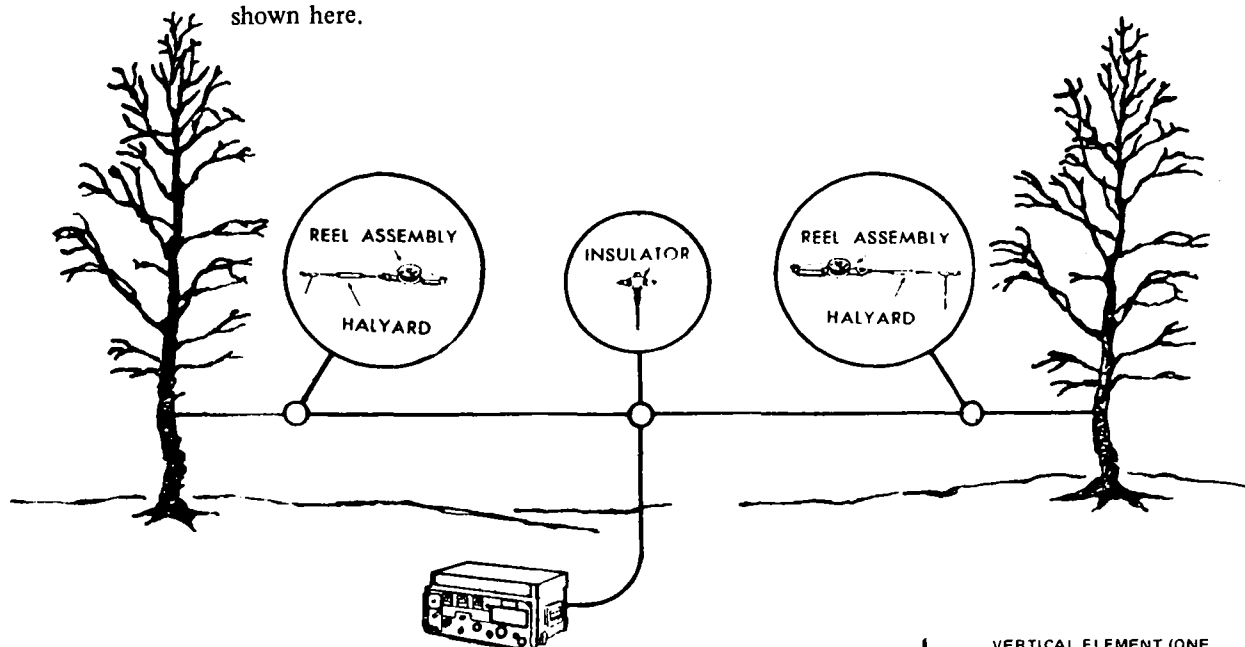 shown here.
REEL ASSEMBLY
HALYARD
INSULATOR
REEL ASSEMBLY
HALYARD
VERTICAL ELEMENT (ONE